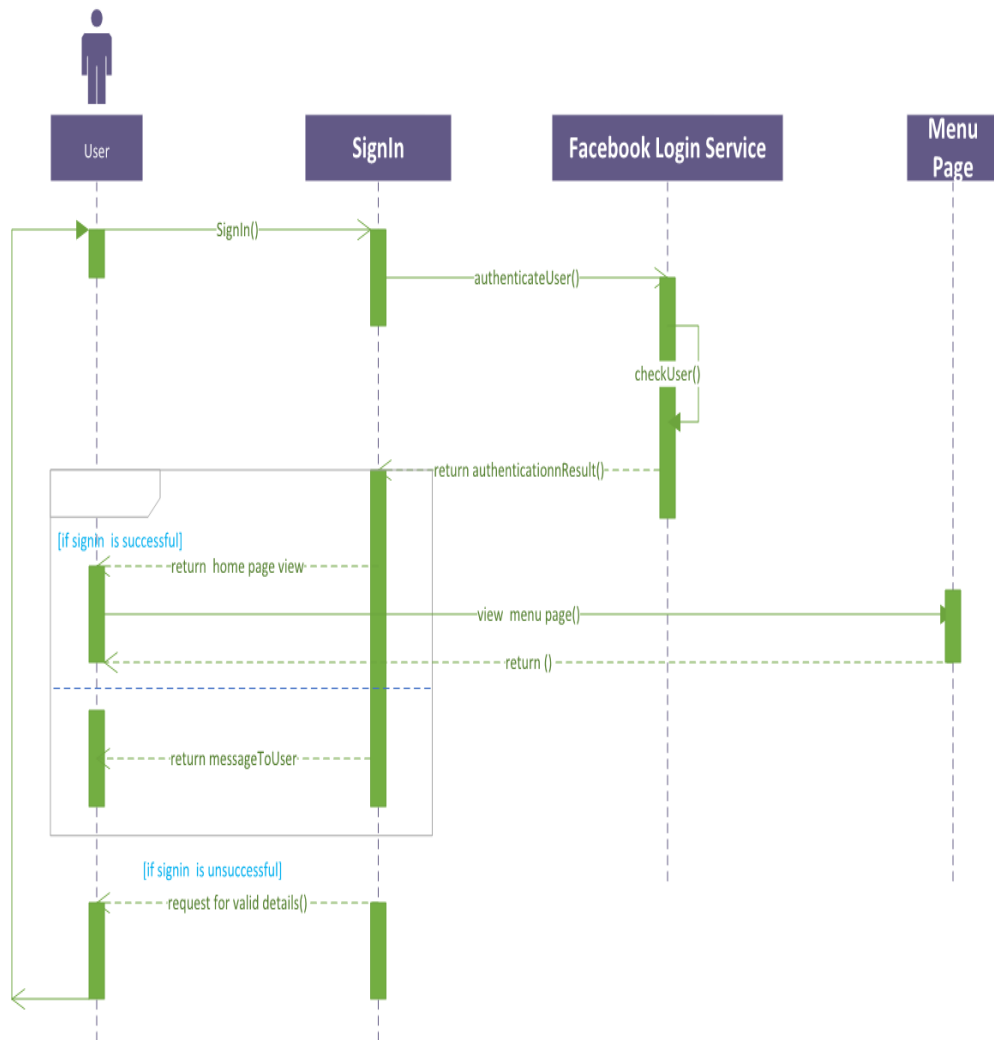 User
SignIn
Facebook Login Service
Menu
Page
SignIn()
authenticateUser()
checkUser()
return authenticationnResult()
[if signin is successful]
return home page view
view menu page()
return ()
return messageToUser
[if signin is unsuccessful]
request for valid details()